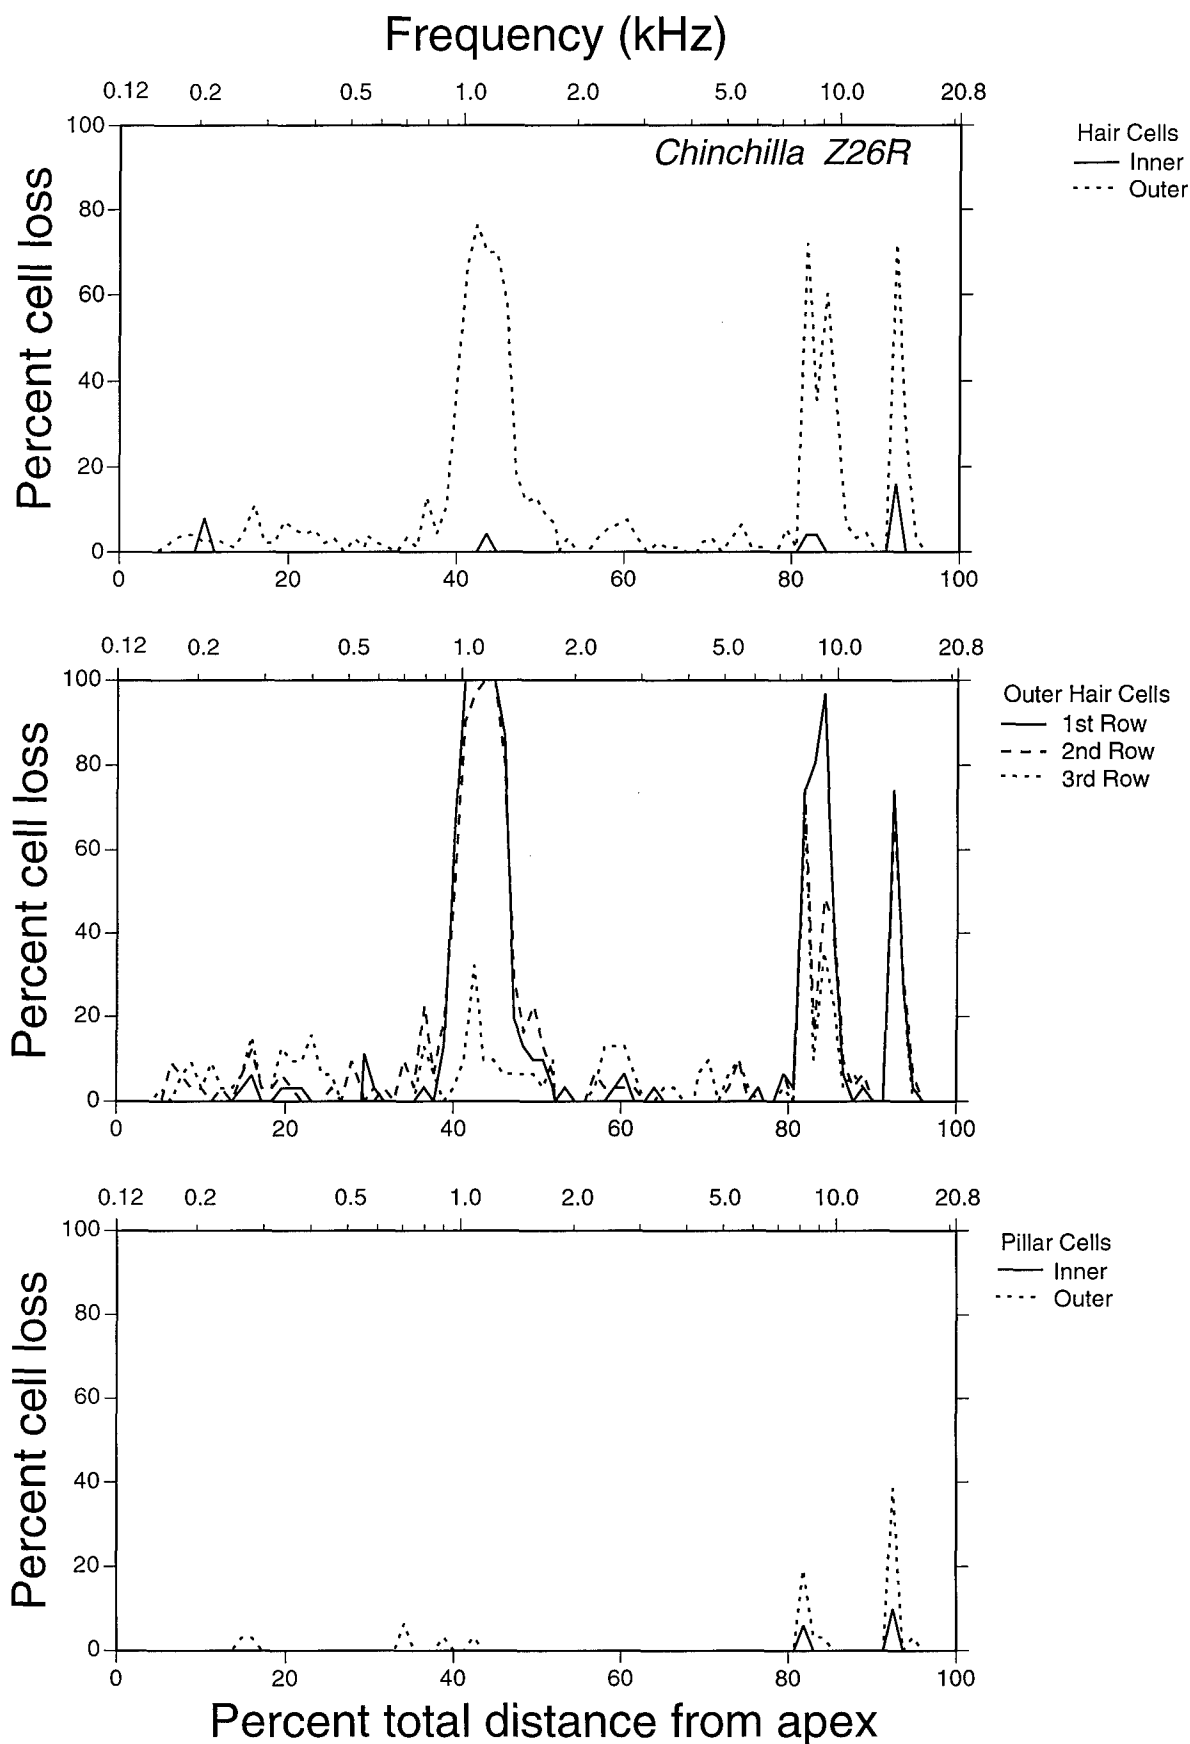 Frequency (kHz)
0.12 0.2 0.5 1.0 2.0 5.0 10.0 20.8
Chinchilla Z26R
Hair Cells
Inner
Outer
Percent cell loss
100
80
60
40
20
0
0 20 40 60 80 100
0.12 0.2 0.5 1.0 2.0 5.0 10.0 20.8
Outer Hair Cells
1st Row
2nd Row
3rd Row
Percent cell loss
100
80
60
40
20
0
0 20 40 60 80 100
0.12 0.2 0.5 1.0 2.0 5.0 10.0 20.8
Pillar Cells
Inner
Outer
Percent cell loss
100
80
60
40
20
0
0 20 40 60 80 100
Percent total distance from apex